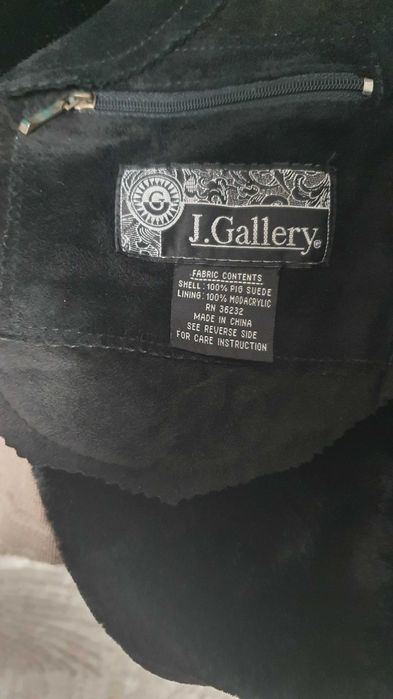 G
J.Gallery®
FABRIC CONTENTS
SHELL: 100% PIG SUEDE
LINING: 100% MODACRYLIC
RN 36232
MADE IN CHINA
SEE REVERSE SIDE
FOR CARE INSTRUCTION